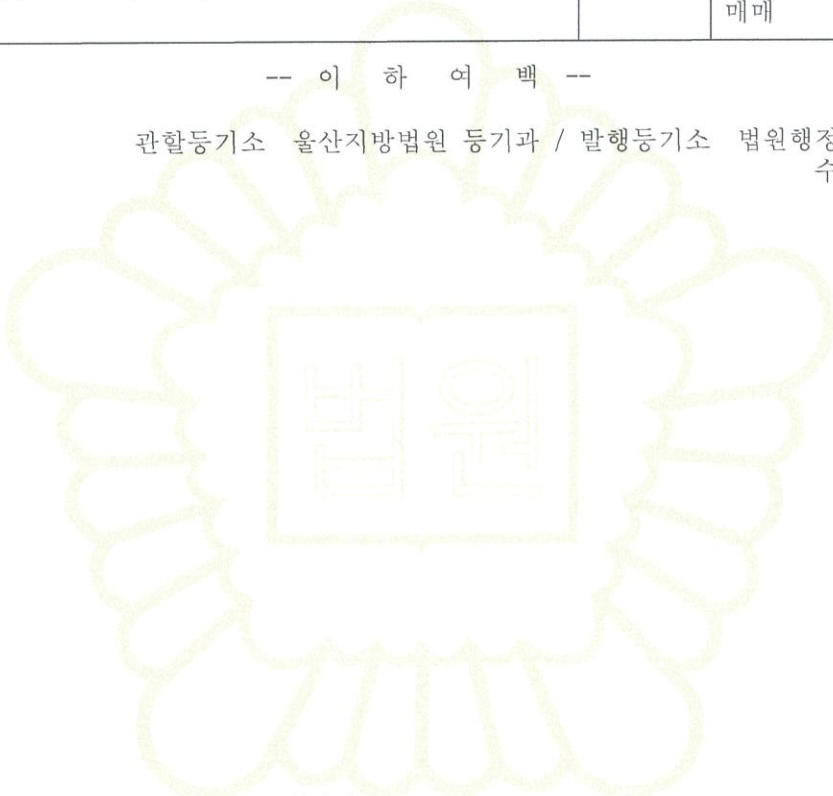 매매
-- 이 하 여 백 --
관할등기소 울산지방법원 등기과 / 발행등기소 법원행정
수
법원